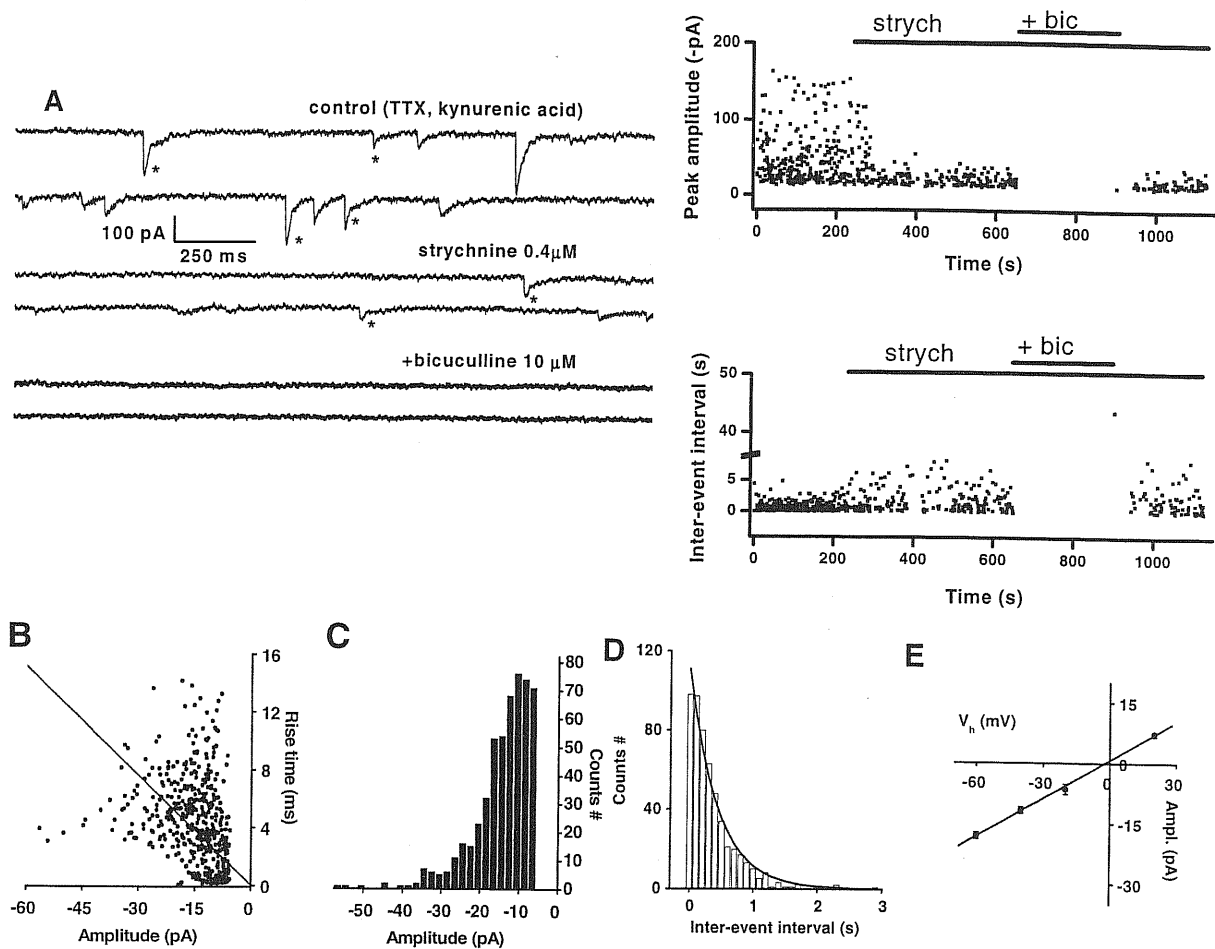 A
control (TTX, kynurenic acid)
*
*
*
*
100 pA
250 ms
strychnine 0.4µM
*
*
+bicuculline 10 µM
strych
+ bic
Peak amplitude (-pA)
200
100
0
0 200 400 600 800 1000
Time (s)
strych
+ bic
Inter-event interval (s)
50
40
5
0
0 200 400 600 800 1000
Time (s)
B
16
12
8
4
0
Rise time (ms)
-60 -45 -30 -15 0
Amplitude (pA)
C
80
70
50
30
20
10
0
Counts #
-50 -40 -30 -20 -10 0
Amplitude (pA)
D
Counts #
120
80
40
0
0 1 2 3
Inter-event interval (s)
E
Vh (mV)
-60 -30 0 30
15
0
-15
-30
Ampl. (pA)